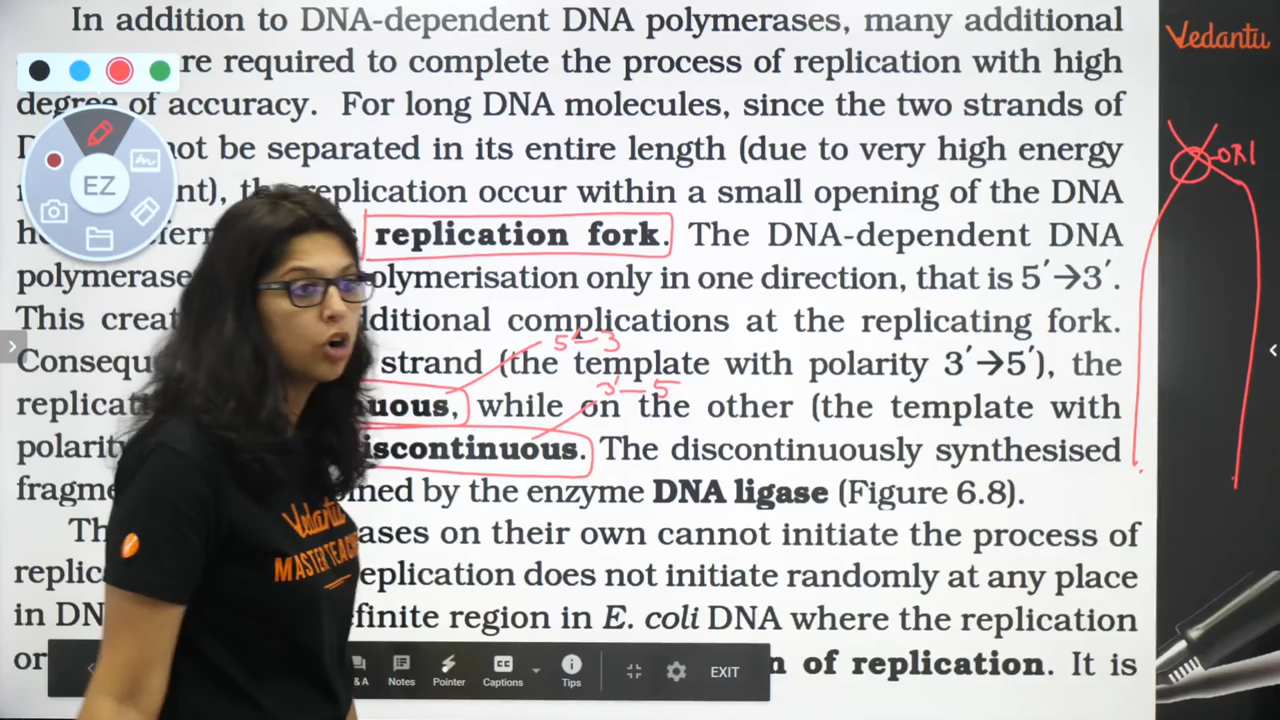 In addition to DNA-dependent DNA polymerases, many additional
Vedantu
re required to complete the process of replication with high
degree of accuracy. For long DNA molecules, since the two strands of
not be separated in its entire length (due to very high energy
ORI
EZ
nt), the replication occur within a small opening of the DNA
replication fork. The DNA-dependent DNA
polymerase olymerisation only in one direction, that is 5′→3′.
This creat dditional complications at the replicating fork.
5′–3
Consequ strand (the template with polarity 3′→5′), the
3′–5
replicat uous, while on the other (the template with
polarity iscontinuous. The discontinuously synthesised
fragme ined by the enzyme DNA ligase (Figure 6.8).
Vedantu
MASTER TEAC
Th ases on their own cannot initiate the process of
replic eplication does not initiate randomly at any place
in DN finite region in E. coli DNA where the replication
or n of replication. It is
& A Notes Pointer CC Captions Tips EXIT